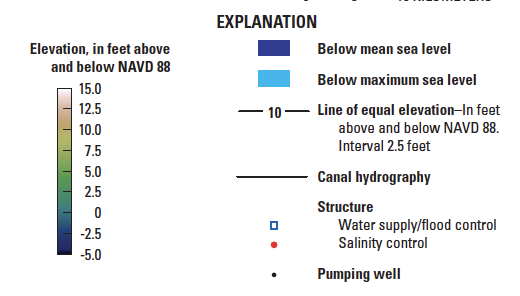 EXPLANATION
Elevation, in feet above
and below NAVD 88
15.0
12.5
10.0
7.5
5.0
2.5
0
-2.5
-5.0
Below mean sea level
Below maximum sea level
10 Line of equal elevation–In feet
above and below NAVD 88.
Interval 2.5 feet
Canal hydrography
Structure
Water supply/flood control
Salinity control
Pumping well